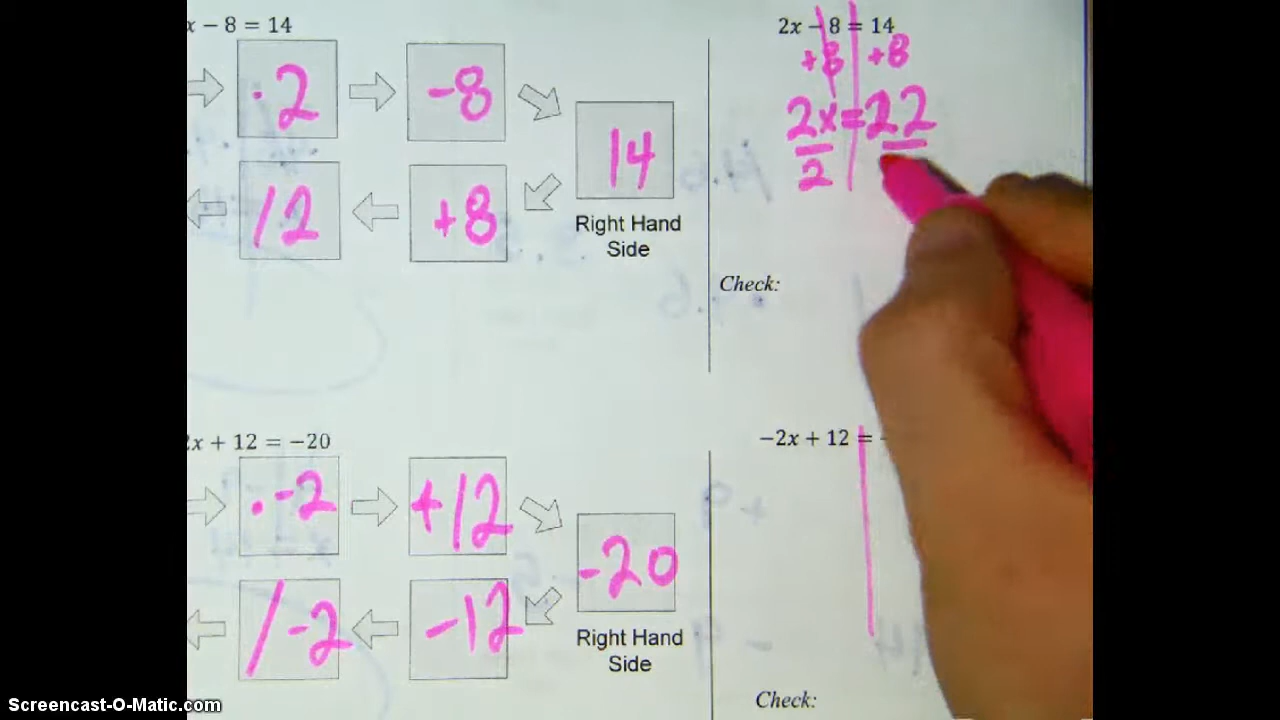 x − 8 = 14
· 2
-8
14
/ 2
+8
Right Hand
Side
2x − 8 = 14
+8 +8
2x = 22
2
Check:
2x + 12 = −20
· -2
+12
-20
/ -2
-12
Right Hand
Side
−2x + 12 =
Check:
Screencast-O-Matic.com